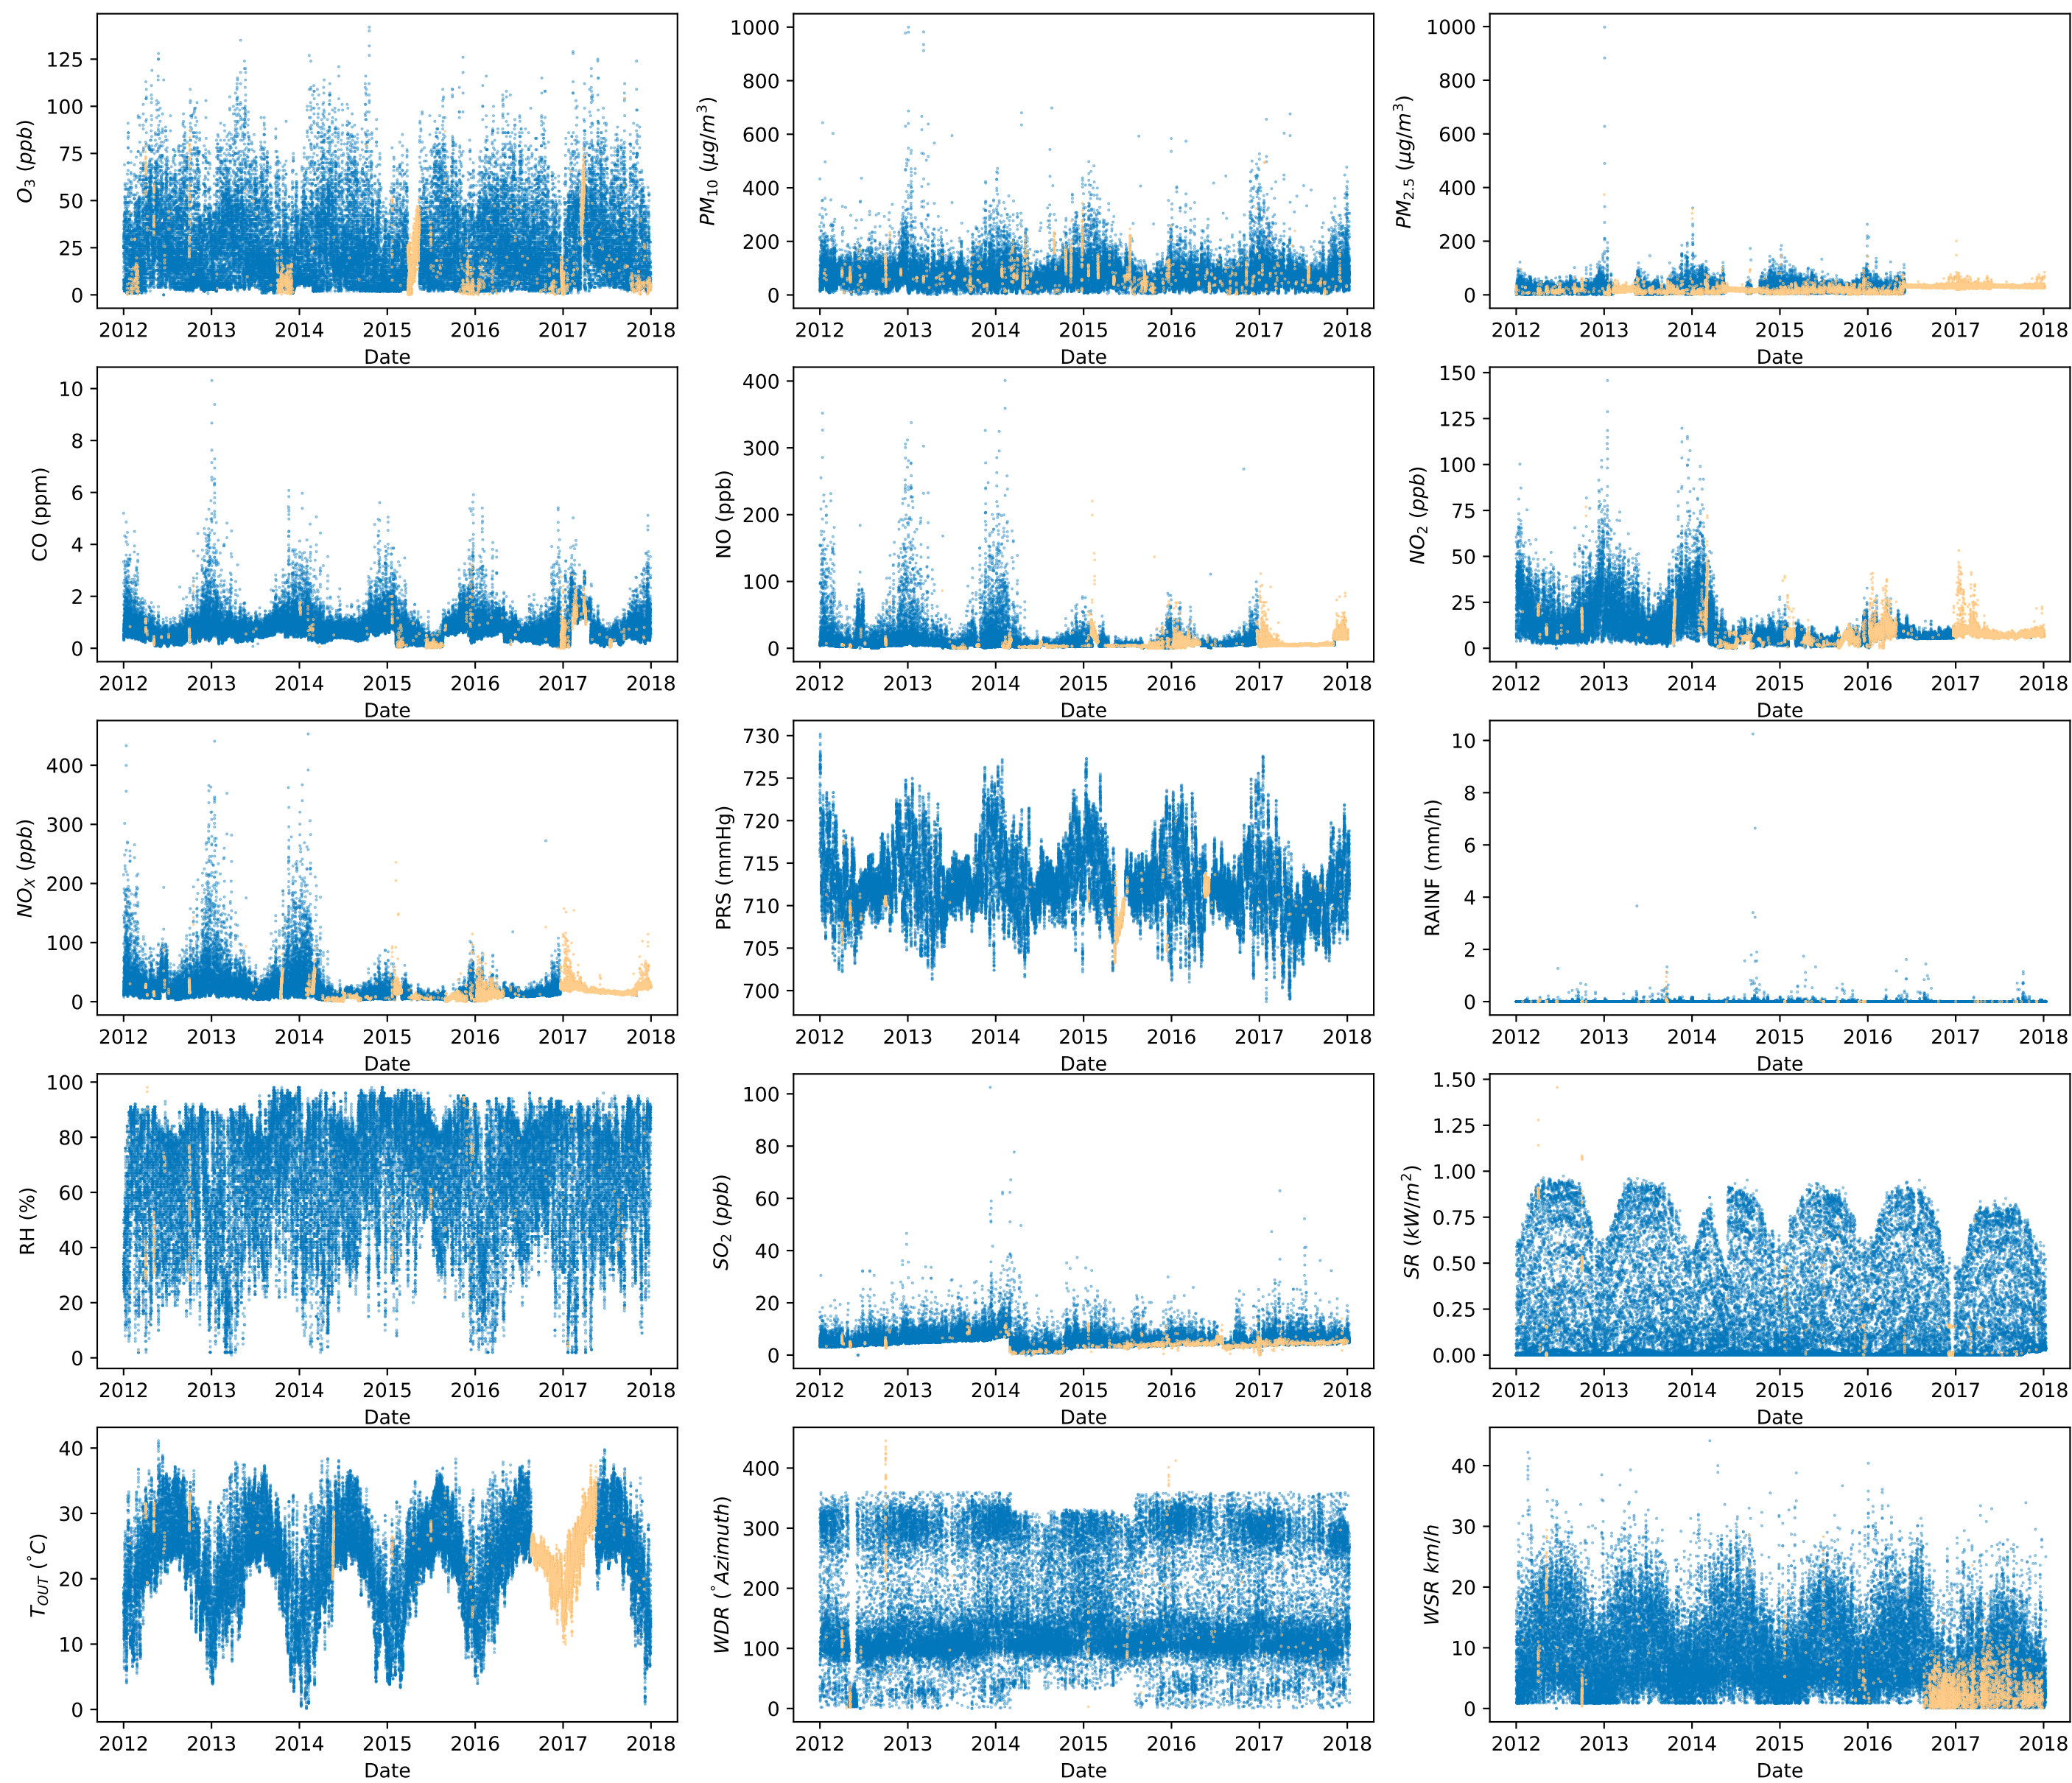 O3 (ppb)
125
100
75
50
25
0
2012 2013 2014 2015 2016 2017 2018
Date
PM10 (μg/m3)
1000
800
600
400
200
0
2012 2013 2014 2015 2016 2017 2018
Date
PM2.5 (μg/m3)
1000
800
600
400
200
0
2012 2013 2014 2015 2016 2017 2018
Date
CO (ppm)
10
8
6
4
2
0
2012 2013 2014 2015 2016 2017 2018
Date
NO (ppb)
400
300
200
100
0
2012 2013 2014 2015 2016 2017 2018
Date
NO2 (ppb)
150
125
100
75
50
25
0
2012 2013 2014 2015 2016 2017 2018
Date
NOX (ppb)
400
300
200
100
0
2012 2013 2014 2015 2016 2017 2018
Date
PRS (mmHg)
730
725
720
715
710
705
700
2012 2013 2014 2015 2016 2017 2018
Date
RAINF (mm/h)
10
8
6
4
2
0
2012 2013 2014 2015 2016 2017 2018
Date
RH (%)
100
80
60
40
20
0
2012 2013 2014 2015 2016 2017 2018
Date
SO2 (ppb)
100
80
60
40
20
0
2012 2013 2014 2015 2016 2017 2018
Date
SR (kW/m2)
1.50
1.25
1.00
0.75
0.50
0.25
0.00
2012 2013 2014 2015 2016 2017 2018
Date
TOUT (°C)
40
30
20
10
0
2012 2013 2014 2015 2016 2017 2018
Date
WDR (°Azimuth)
400
300
200
100
0
2012 2013 2014 2015 2016 2017 2018
Date
WSR km/h
40
30
20
10
0
2012 2013 2014 2015 2016 2017 2018
Date